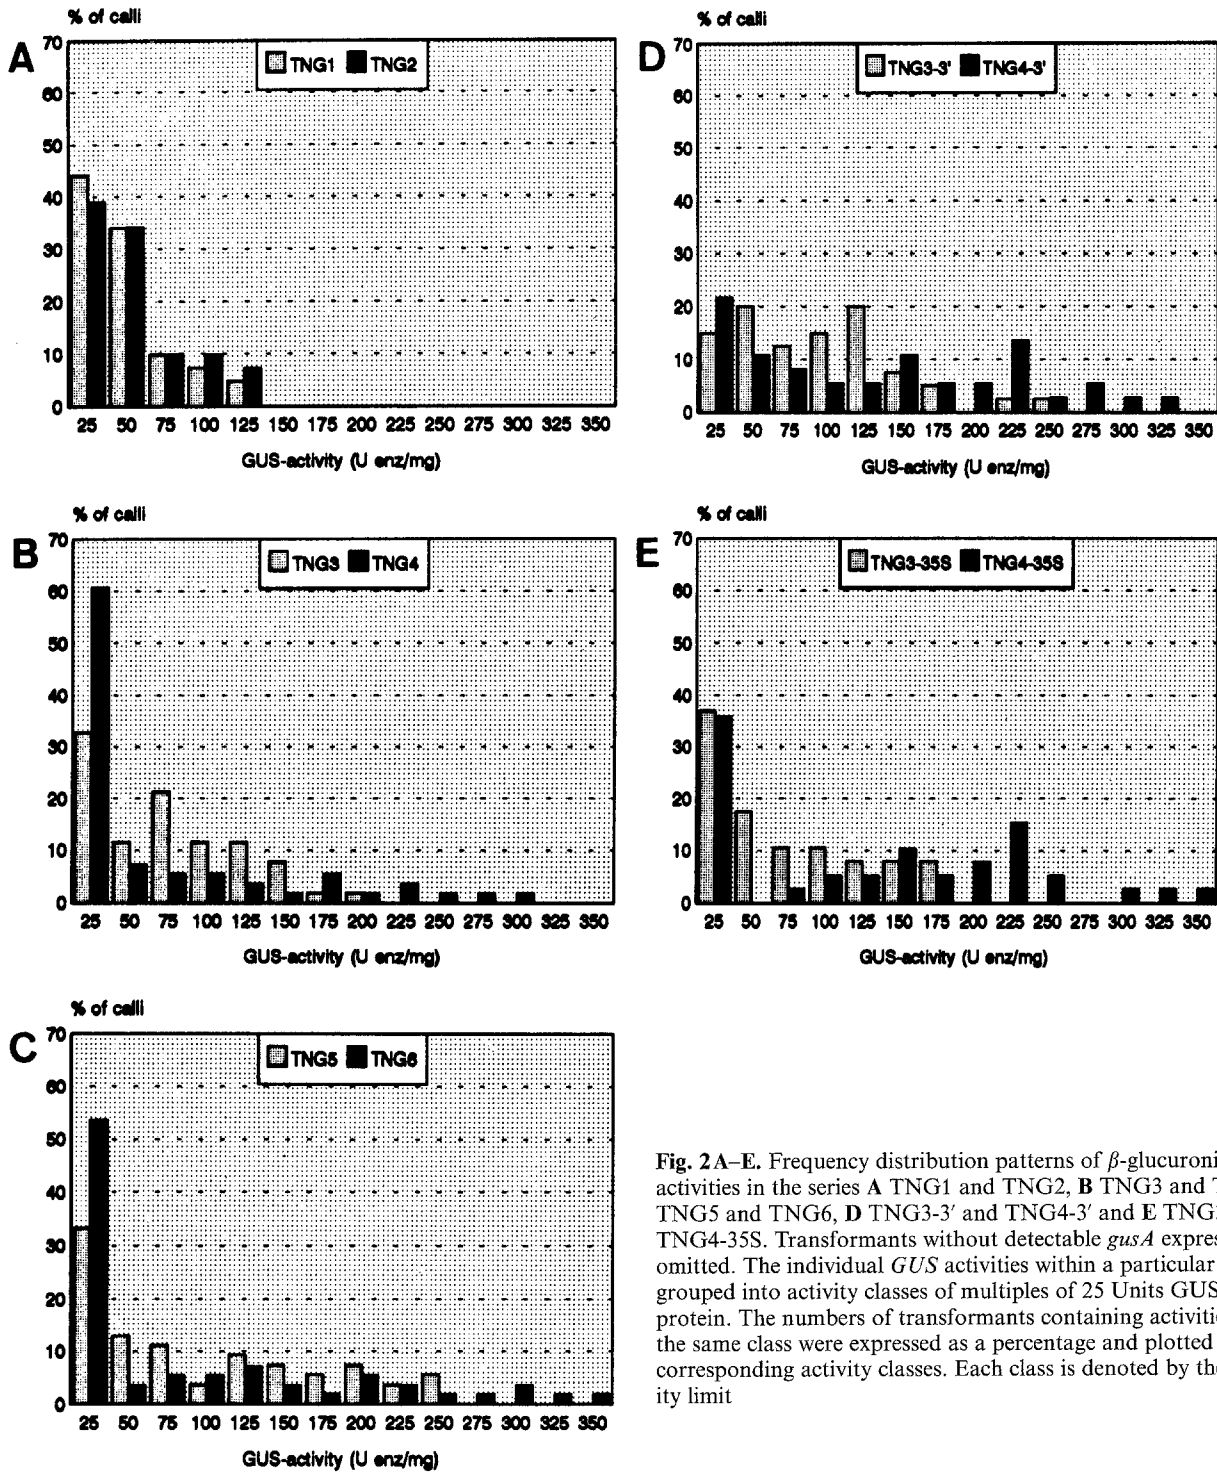 % of calli
A
70
60
50
40
30
20
10
0
TNG1 TNG2
25 50 75 100 125 150 175 200 225 250 275 300 325 350
GUS-activity (U enz/mg)
% of calli
B
70
60
50
40
30
20
10
0
TNG3 TNG4
25 50 75 100 125 150 175 200 225 250 275 300 325 350
GUS-activity (U enz/mg)
% of calli
C
70
60
50
40
30
20
10
0
TNG5 TNG6
25 50 75 100 125 150 175 200 225 250 275 300 325 350
GUS-activity (U enz/mg)
% of calli
D
70
60
50
40
30
20
10
0
TNG3-3' TNG4-3'
25 50 75 100 125 150 175 200 225 250 275 300 325 350
GUS-activity (U enz/mg)
% of calli
E
70
60
50
40
30
20
10
0
TNG3-35S TNG4-35S
25 50 75 100 125 150 175 200 225 250 275 300 325 350
GUS-activity (U enz/mg)
Fig. 2A–E. Frequency distribution patterns of β-glucuroni
activities in the series A TNG1 and TNG2, B TNG3 and T
TNG5 and TNG6, D TNG3-3′ and TNG4-3′ and E TNG
TNG4-35S. Transformants without detectable gusA expres
omitted. The individual GUS activities within a particular
grouped into activity classes of multiples of 25 Units GUS
protein. The numbers of transformants containing activitie
the same class were expressed as a percentage and plotted
corresponding activity classes. Each class is denoted by the
ity limit